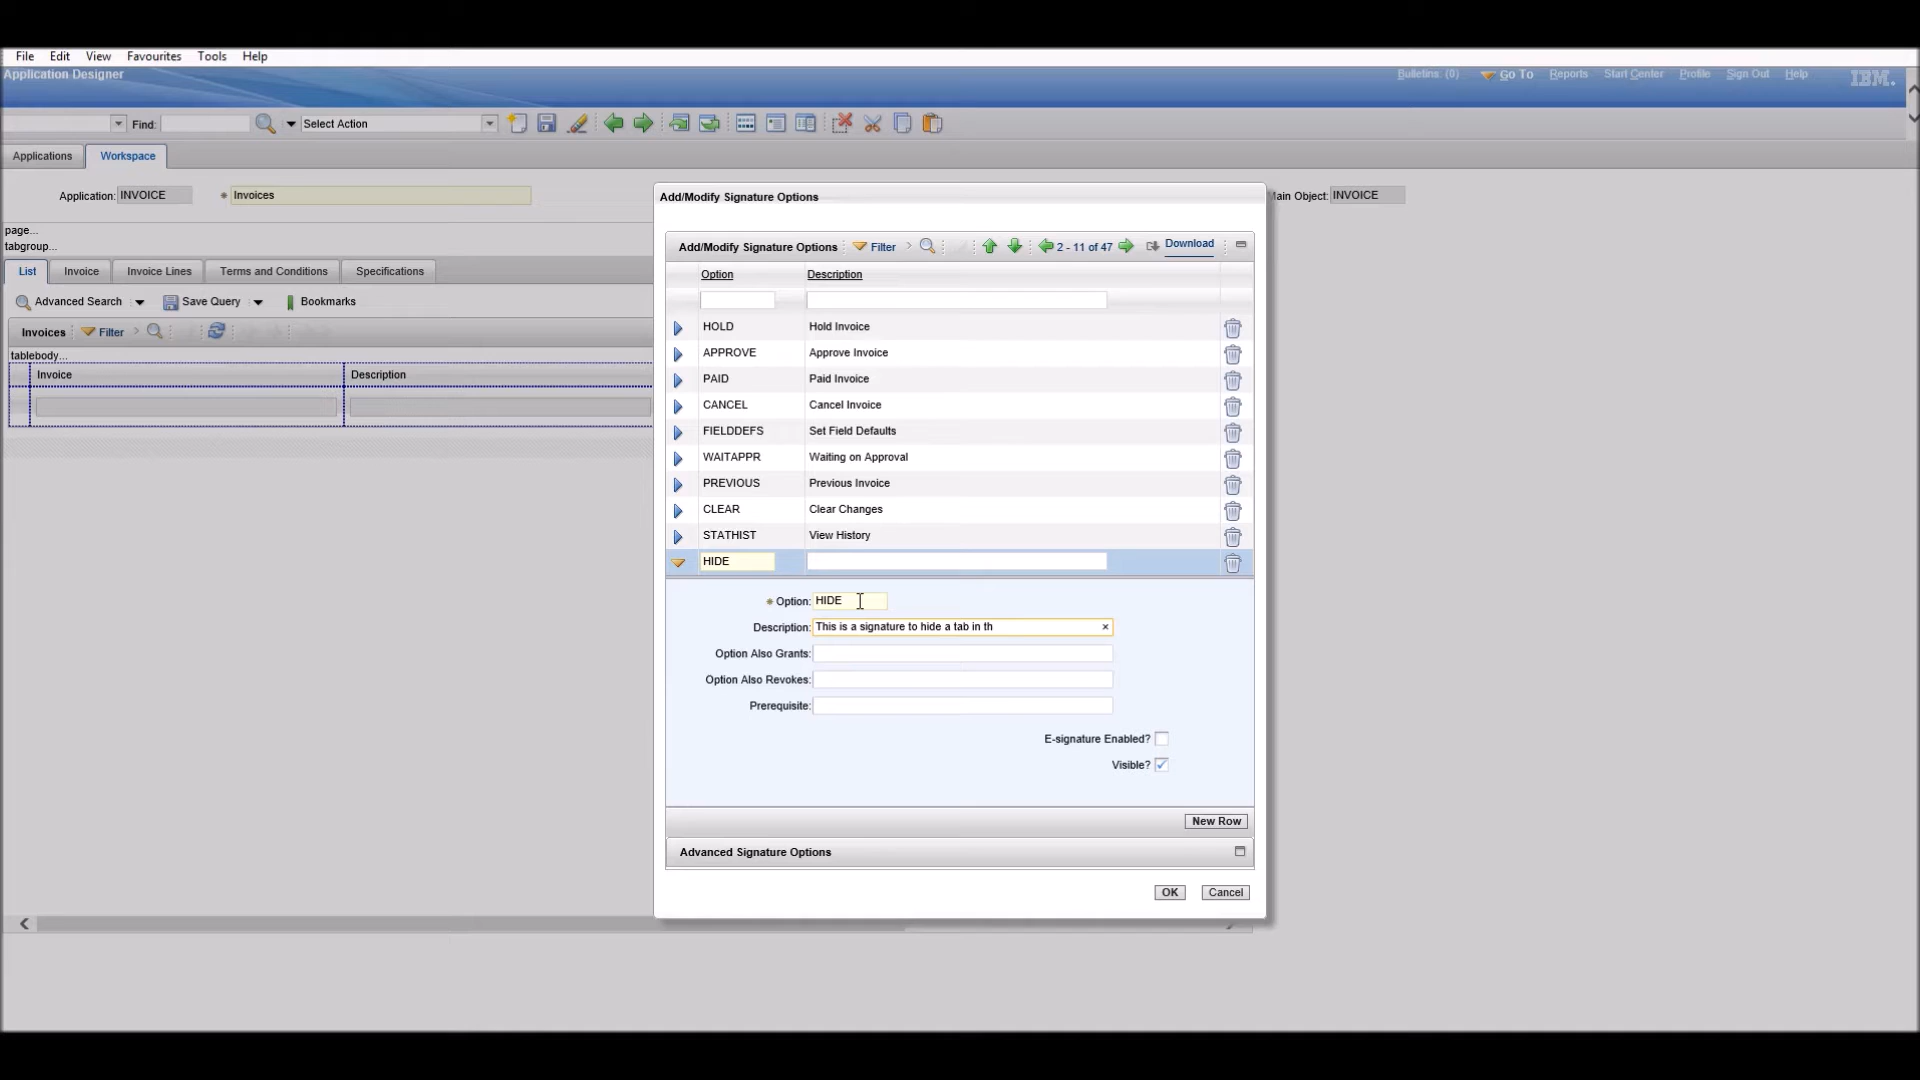 File Edit View Favourites Tools Help
Application Designer
Bulletins (0) Go To Reports Start Center Profile Sign Out Help IBM.
Find: Select Action
Applications Workspace
Application: INVOICE * Invoices Main Object: INVOICE
page...
tabgroup...
List Invoice Invoice Lines Terms and Conditions Specifications
Advanced Search Save Query Bookmarks
Invoices Filter
tablebody...
Invoice Description
Add/Modify Signature Options
Add/Modify Signature Options Filter 2 - 11 of 47 Download
Option Description
HOLD Hold Invoice
APPROVE Approve Invoice
PAID Paid Invoice
CANCEL Cancel Invoice
FIELDDEFS Set Field Defaults
WAITAPPR Waiting on Approval
PREVIOUS Previous Invoice
CLEAR Clear Changes
STATHIST View History
HIDE
* Option: HIDE
Description: This is a signature to hide a tab in th ×
Option Also Grants:
Option Also Revokes:
Prerequisite:
E-signature Enabled?
Visible?
New Row
Advanced Signature Options
OK Cancel